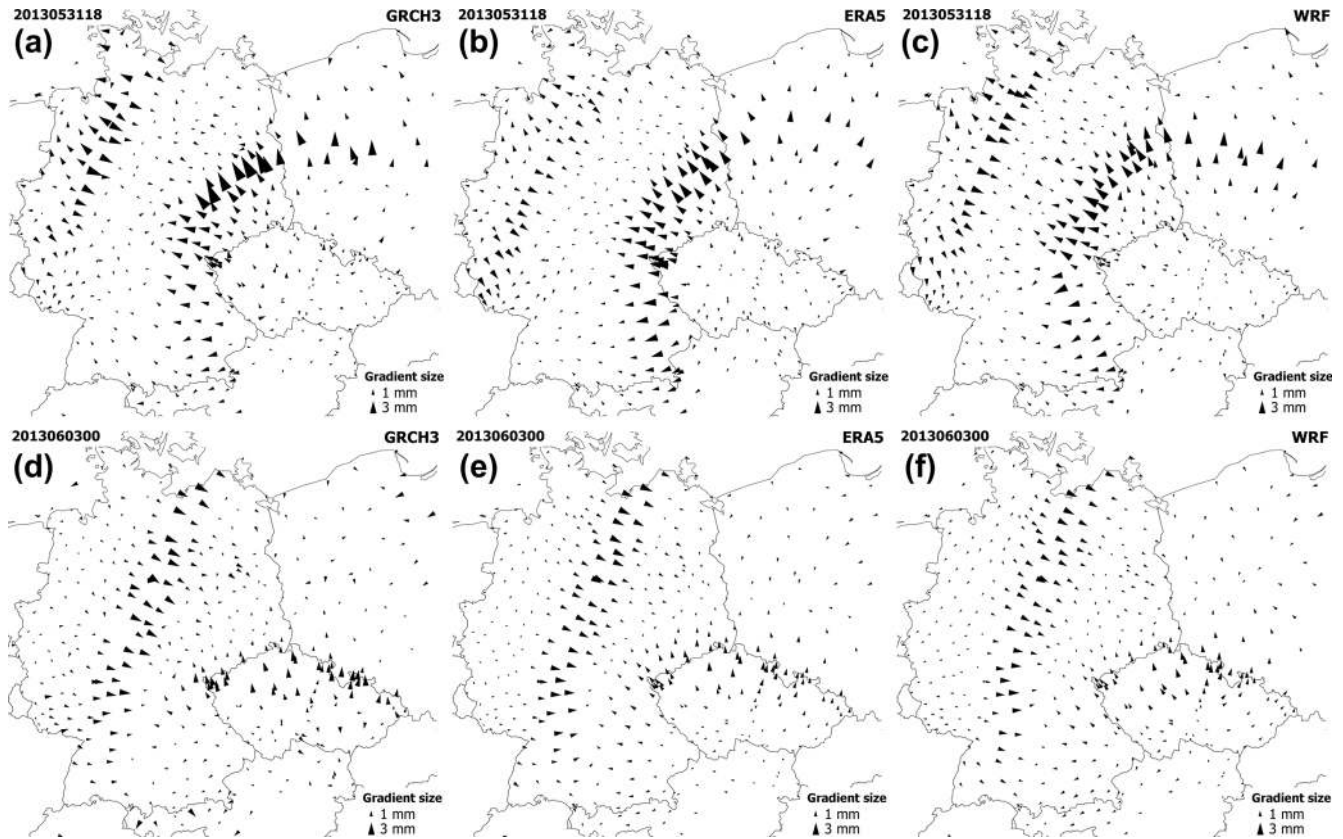 2013053118 GRCH3
(a)
Gradient size
1 mm
3 mm
2013053118 ERA5
(b)
Gradient size
1 mm
3 mm
2013053118 WRF
(c)
Gradient size
1 mm
3 mm
2013060300 GRCH3
(d)
Gradient size
1 mm
3 mm
2013060300 ERA5
(e)
Gradient size
1 mm
3 mm
2013060300 WRF
(f)
Gradient size
1 mm
3 mm